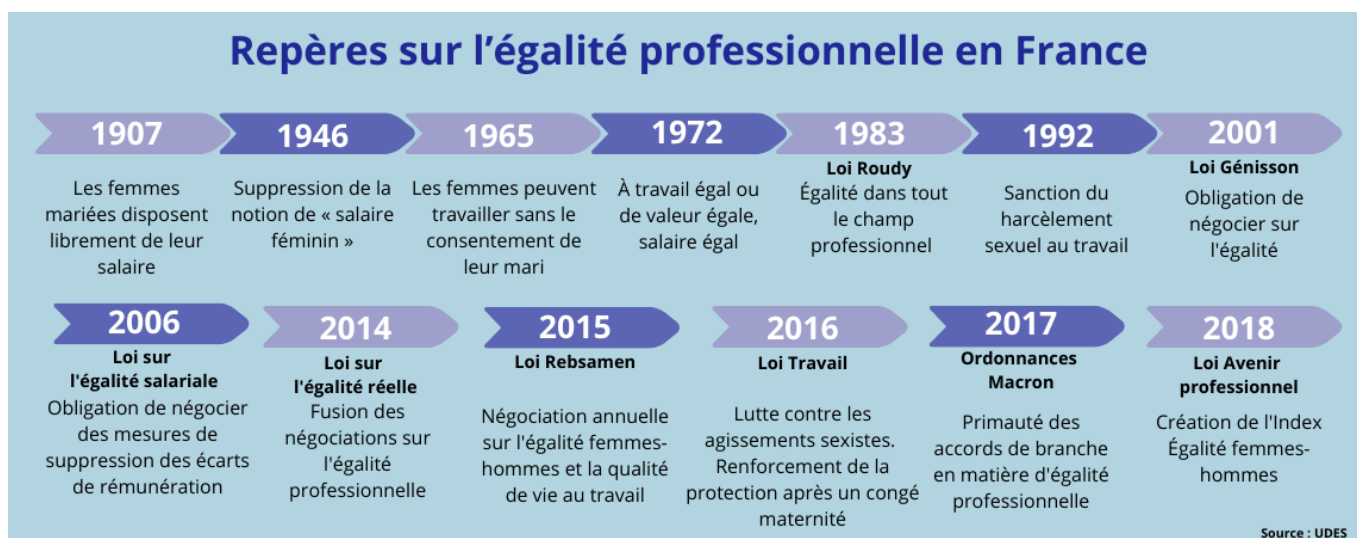 Repères sur l’égalité professionnelle en France
1907
Les femmes
mariées disposent
librement de leur
salaire
1946
Suppression de la
notion de « salaire
féminin »
1965
Les femmes peuvent
travailler sans le
consentement de
leur mari
1972
À travail égal ou
de valeur égale,
salaire égal
1983
Loi Roudy
Égalité dans tout
le champ
professionnel
1992
Sanction du
harcèlement
sexuel au travail
2001
Loi Génisson
Obligation de
négocier sur
l'égalité
2006
Loi sur
l'égalité salariale
Obligation de négocier
des mesures de
suppression des écarts
de rémunération
2014
Loi sur
l'égalité réelle
Fusion des
négociations sur
l'égalité
professionnelle
2015
Loi Rebsamen
Négociation annuelle
sur l'égalité femmes-
hommes et la qualité
de vie au travail
2016
Loi Travail
Lutte contre les
agissements sexistes.
Renforcement de la
protection après un congé
maternité
2017
Ordonnances
Macron
Primauté des
accords de branche
en matière d'égalité
professionnelle
2018
Loi Avenir
professionnel
Création de l'Index
Égalité femmes-
hommes
Source : UDES